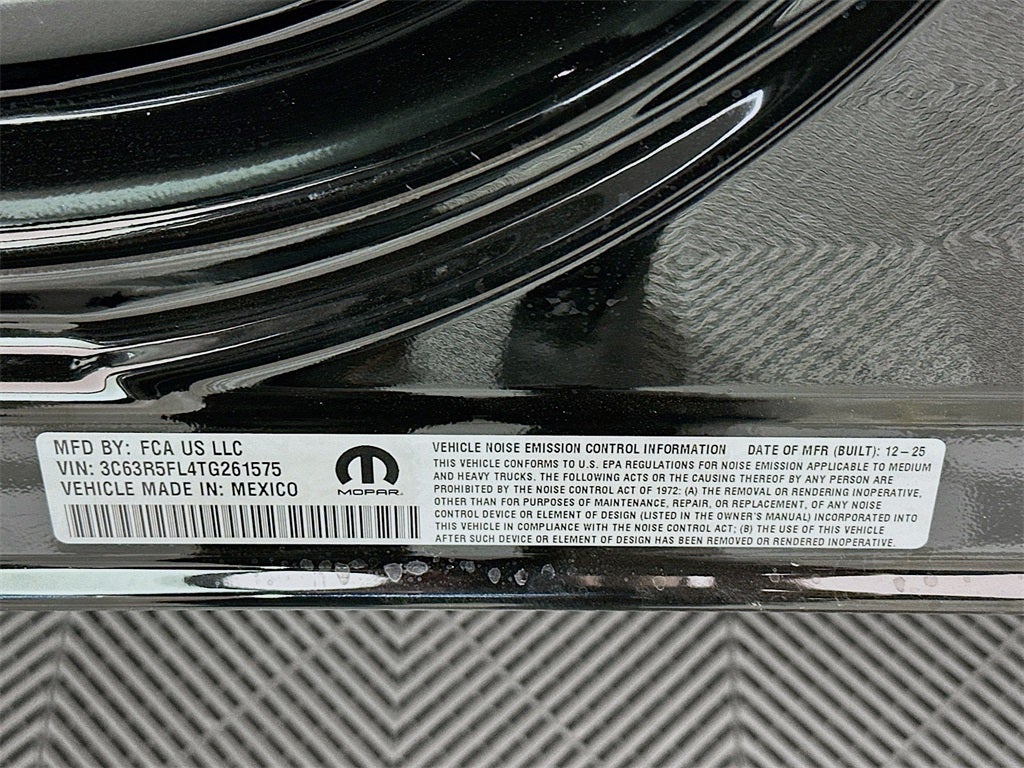 MFD BY: FCA US LLC
VIN: 3C63R5FL4TG261575
VEHICLE MADE IN: MEXICO
MOPAR
VEHICLE NOISE EMISSION CONTROL INFORMATION DATE OF MFR (BUILT): 12-25
THIS VEHICLE CONFORMS TO U.S. EPA REGULATIONS FOR NOISE EMISSION APPLICABLE TO MEDIUM
AND HEAVY TRUCKS. THE FOLLOWING ACTS OR THE CAUSING THEREOF BY ANY PERSON ARE
PROHIBITED BY THE NOISE CONTROL ACT OF 1972: (A) THE REMOVAL OR RENDERING INOPERATIVE,
OTHER THAN FOR PURPOSES OF MAINTENANCE, REPAIR, OR REPLACEMENT, OF ANY NOISE
CONTROL DEVICE OR ELEMENT OF DESIGN (LISTED IN THE OWNER'S MANUAL) INCORPORATED INTO
THIS VEHICLE IN COMPLIANCE WITH THE NOISE CONTROL ACT; (B) THE USE OF THIS VEHICLE
AFTER SUCH DEVICE OR ELEMENT OF DESIGN HAS BEEN REMOVED OR RENDERED INOPERATIVE.